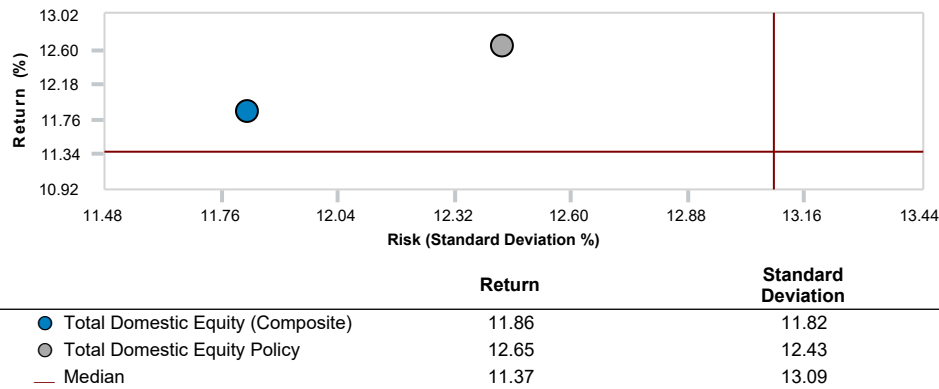 13.02
12.60
12.18
11.76
11.34
10.92
Return (%)
11.48 11.76 12.04 12.32 12.60 12.88 13.16 13.44
Risk (Standard Deviation %)
Return Standard Deviation
Total Domestic Equity (Composite) 11.86 11.82
Total Domestic Equity Policy 12.65 12.43
Median 11.37 13.09